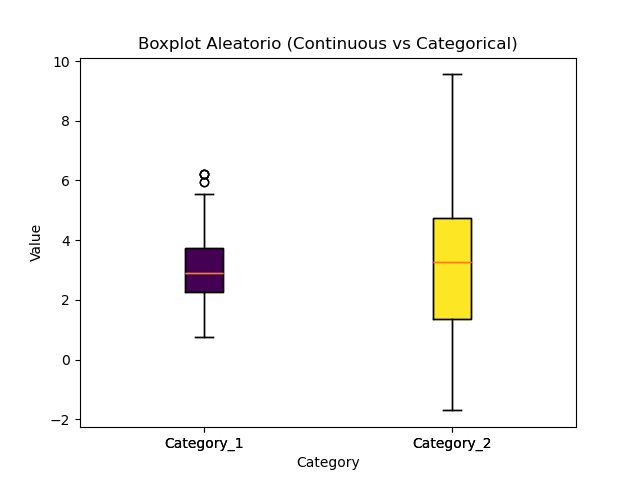 Boxplot Aleatorio (Continuous vs Categorical)
10
8
6
4
2
0
−2
Value
Category_1
Category_2
Category